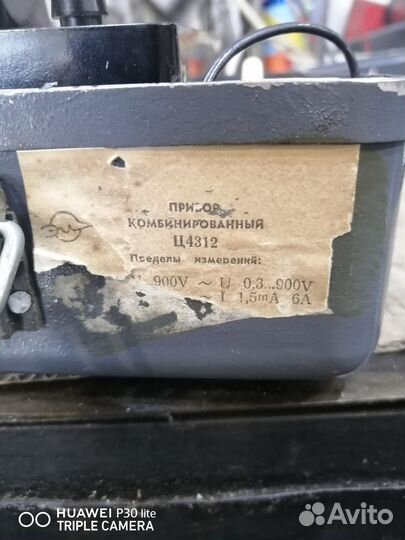 ПРИБОР
КОМБИНИРОВАННЫЙ
Ц4312
Пределы измерений:
900V ~ U 0,3...900V
~ I 1,5mA 6A
HUAWEI P30 lite
TRIPLE CAMERA
Avito